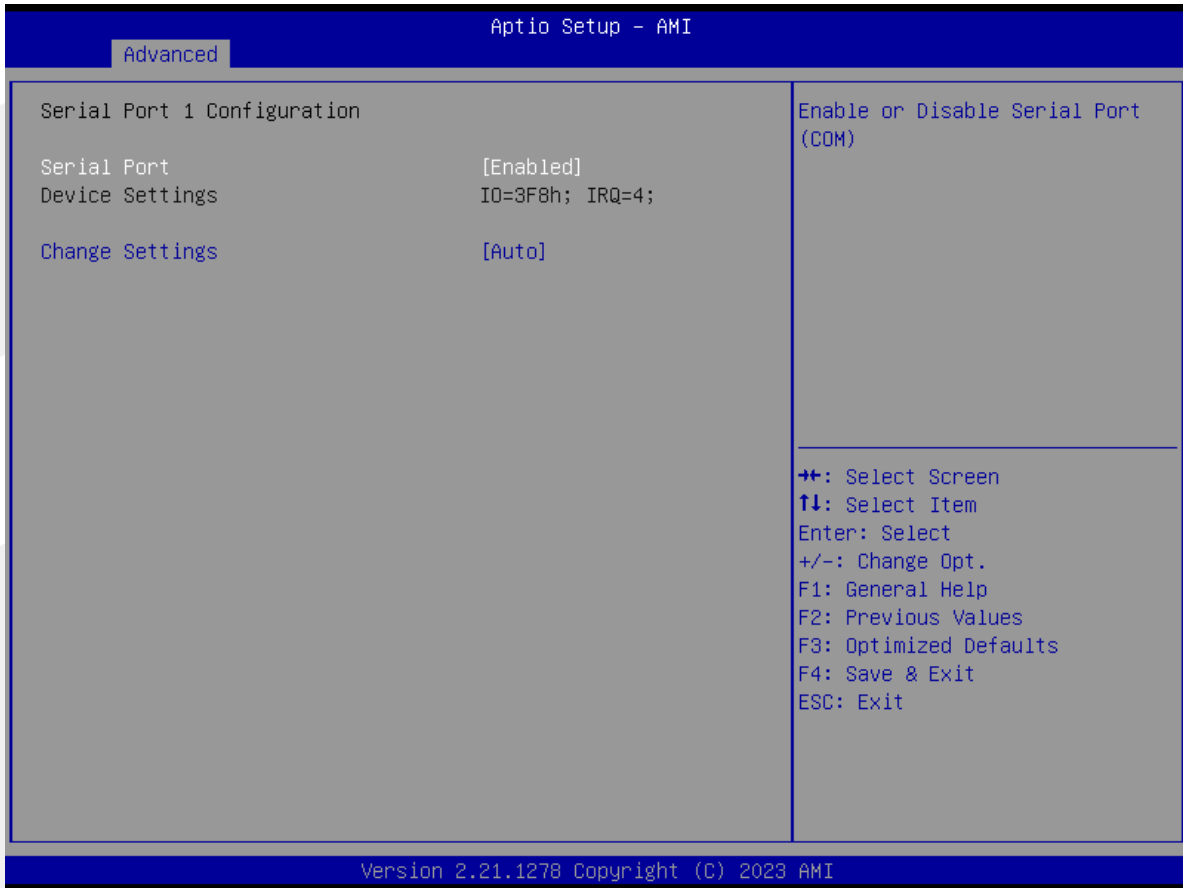 Aptio Setup – AMI
Advanced
Serial Port 1 Configuration
Serial Port [Enabled]
Device Settings IO=3F8h; IRQ=4;
Change Settings [Auto]
Enable or Disable Serial Port
(COM)
→←: Select Screen
↑↓: Select Item
Enter: Select
+/-: Change Opt.
F1: General Help
F2: Previous Values
F3: Optimized Defaults
F4: Save & Exit
ESC: Exit
Version 2.21.1278 Copyright (C) 2023 AMI